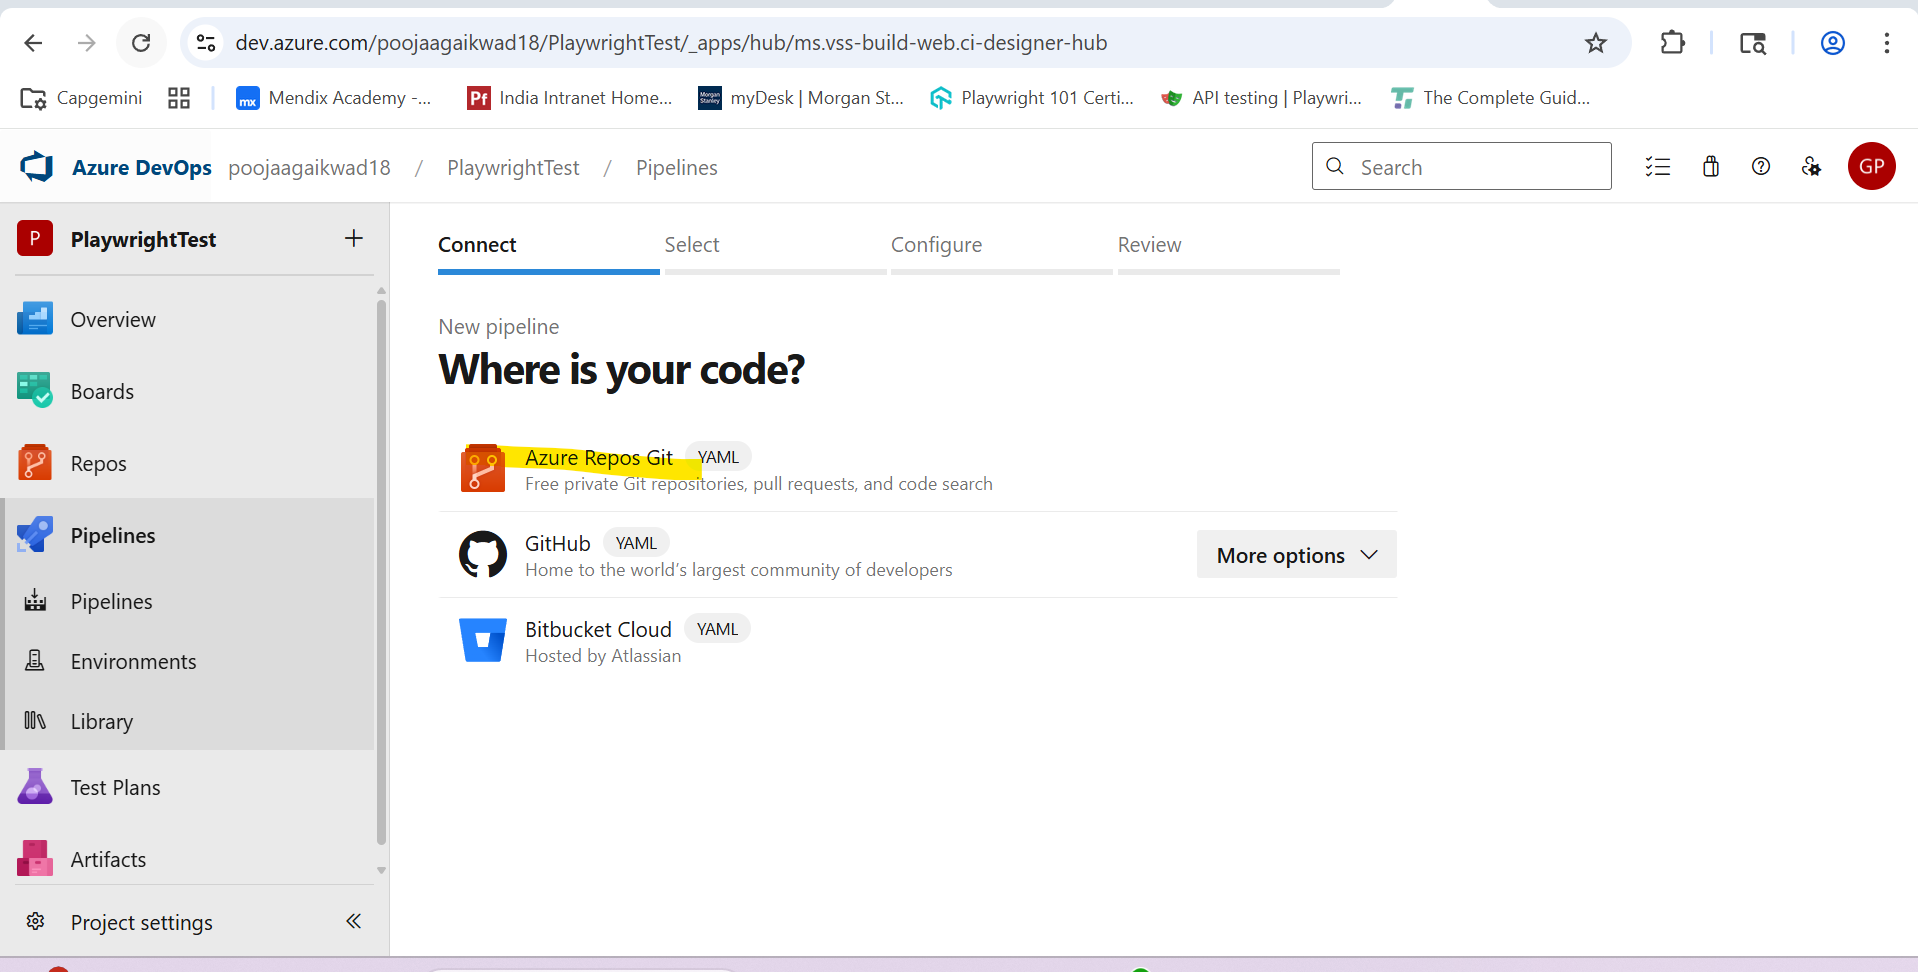 dev.azure.com/poojaagaikwad18/PlaywrightTest/_apps/hub/ms.vss-build-web.ci-designer-hub
Capgemini
mx Mendix Academy -...
Pf India Intranet Home...
Morgan Stanley myDesk | Morgan St...
Playwright 101 Certi...
API testing | Playwri...
The Complete Guid...
Azure DevOps poojaagaikwad18 / PlaywrightTest / Pipelines
Search
GP
P PlaywrightTest
Overview
Boards
Repos
Pipelines
Pipelines
Environments
Library
Test Plans
Artifacts
Project settings
Connect Select Configure Review
New pipeline
Where is your code?
Azure Repos Git YAML
Free private Git repositories, pull requests, and code search
GitHub YAML
Home to the world’s largest community of developers
More options
Bitbucket Cloud YAML
Hosted by Atlassian